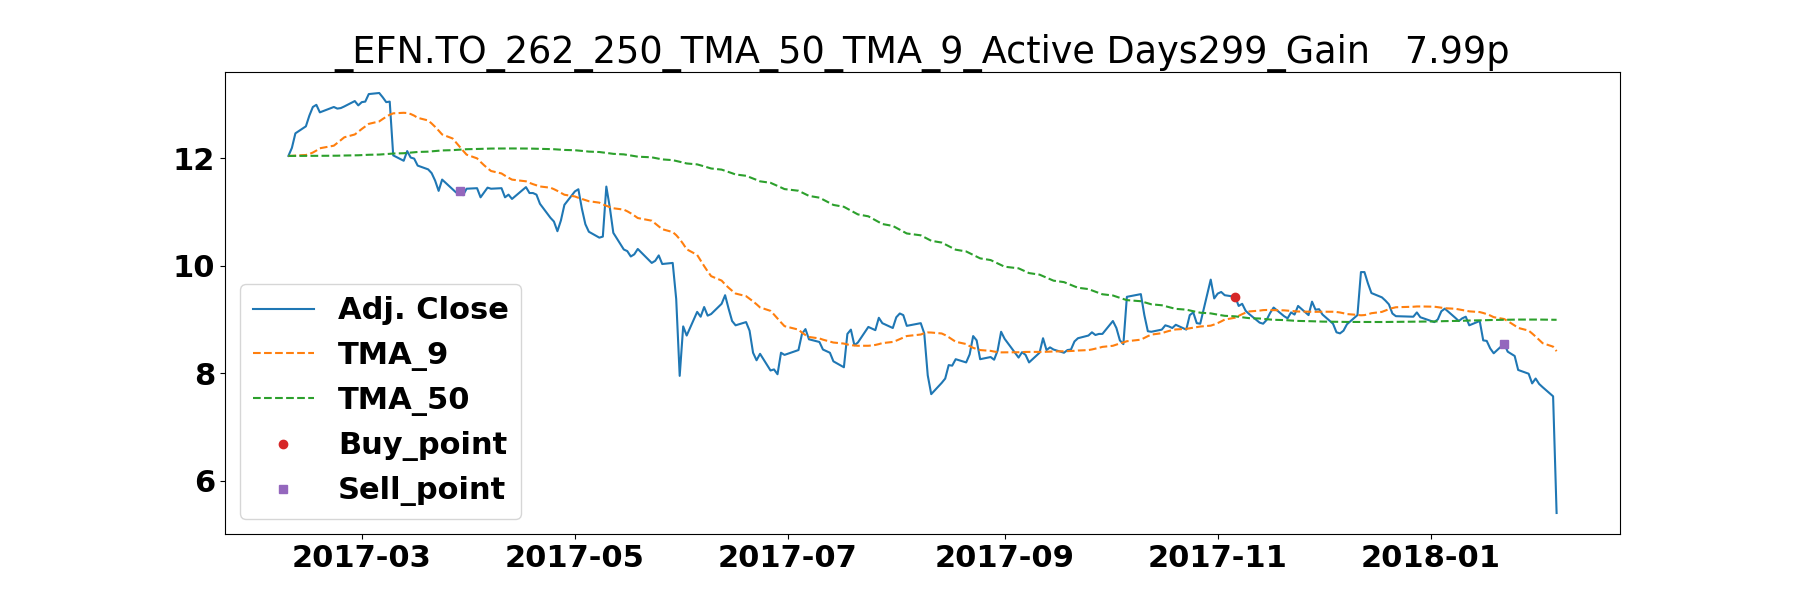 _EFN.TO_262_250_TMA_50_TMA_9_Active Days299_Gain   7.99p
12
10
8
6
Adj. Close
TMA_9
TMA_50
Buy_point
Sell_point
2017-03 2017-05 2017-07 2017-09 2017-11 2018-01